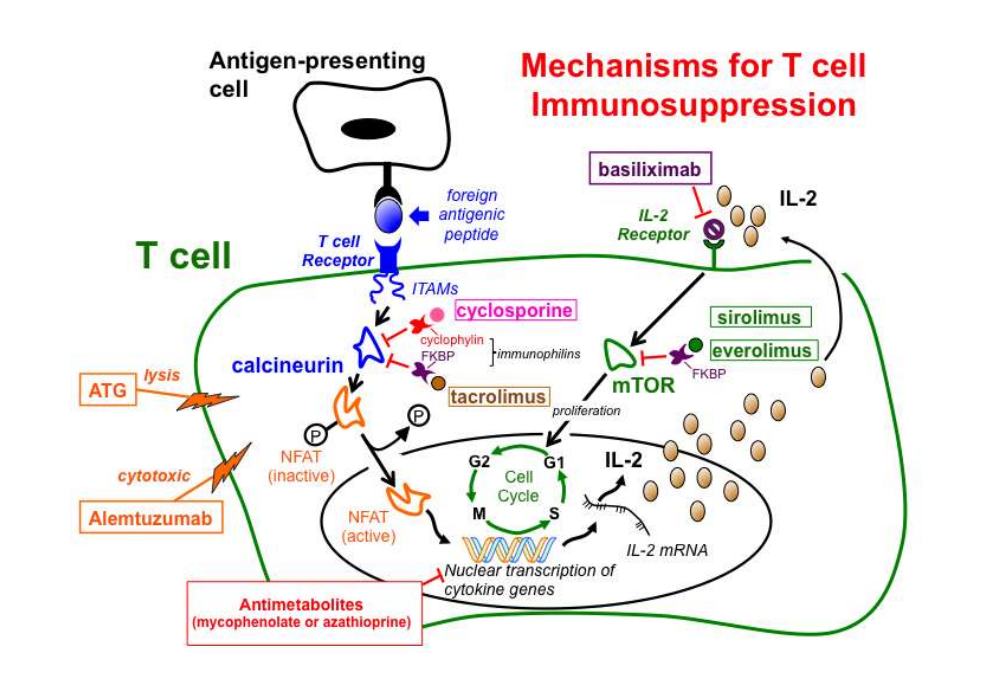 Antigen-presenting
cell
Mechanisms for T cell
Immunosuppression
basiliximab
IL-2
foreign
antigenic
peptide
IL-2
Receptor
T cell
T cell
Receptor
ITAMs
cyclosporine
sirolimus
cyclophylin
FKBP
immunophilins
everolimus
calcineurin
FKBP
mTOR
tacrolimus
lysis
ATG
proliferation
P
P
NFAT
(inactive)
G2
G1
IL-2
Cell
Cycle
cytotoxic
M
S
Alemtuzumab
NFAT
(active)
IL-2 mRNA
Nuclear transcription of
cytokine genes
Antimetabolites
(mycophenolate or azathioprine)